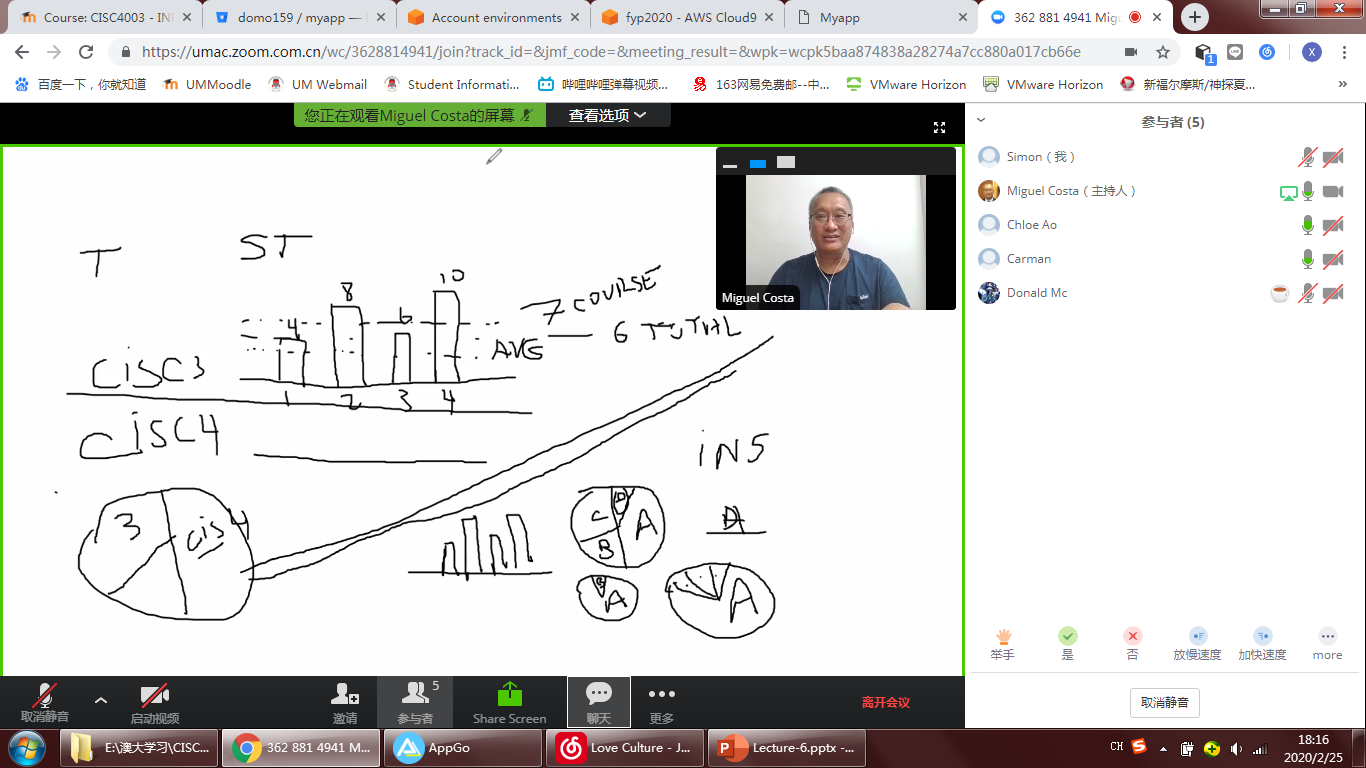 Course: CISC4003 - IN
domo159 / myapp —
Account environments
fyp2020 - AWS Cloud9
Myapp
362 881 4941 Migu
https://umac.zoom.com.cn/wc/3628814941/join?track_id=&jmf_code=&meeting_result=&wpk=wcpk5baa874838a28274a7cc880a017cb66e
1
X
百度一下，你就知道
UMMoodle
UM Webmail
Student Informati...
哔哩哔哩弹幕视频...
163网易免费邮--中...
VMware Horizon
VMware Horizon
新福尔摩斯/神探夏...
»
您正在观看Miguel Costa的屏幕
查看选项
参与者 (5)
Simon（我）
Miguel Costa（主持人）
Chloe Ao
Carman
Donald Mc
Miguel Costa
T
ST
4
8
6
10
7 COURSE
AVG
6 TUTUAL
CISC3
1
2
3
4
CISC4
iNS
3
cis 4
C
D
A
B
A
B
A
A
举手
是
否
放慢速度
加快速度
more
取消静音
取消静音
启动视频
邀请
5
参与者
Share Screen
聊天
更多
离开会议
E:\澳大学习\CISC...
362 881 4941 M...
AppGo
Love Culture - J...
Lecture-6.pptx -...
CH
18:16
2020/2/25